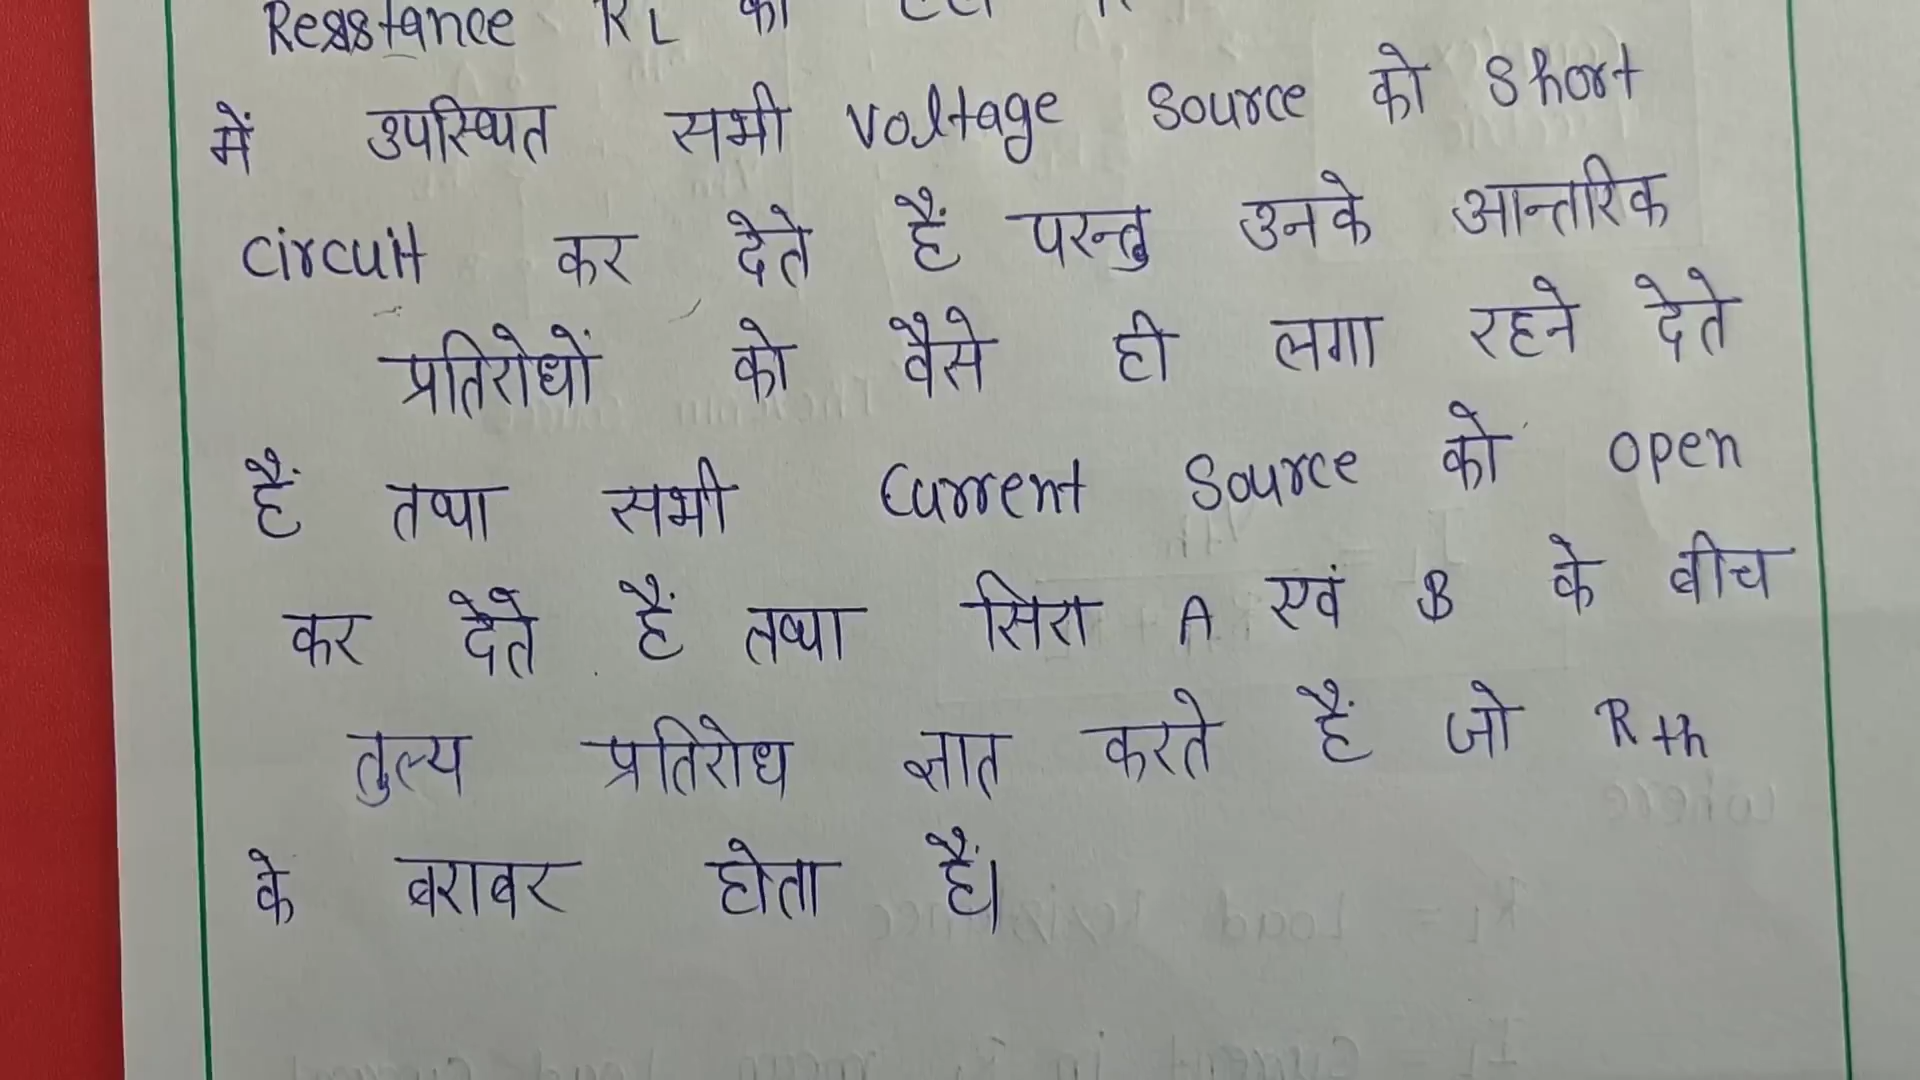 Resstance RL को
में उपस्थित सभी Voltage Source को Short
Circuit कर देते हैं परन्तु उनके आन्तरिक
प्रतिरोधों को वैसे ही लगा रहने देते
हैं तथा सभी Current Source को open
कर देते हैं तथा सिरा A एवं B के बीच
तुल्य प्रतिरोध ज्ञात करते हैं जो Rth
के बराबर होता हैं।